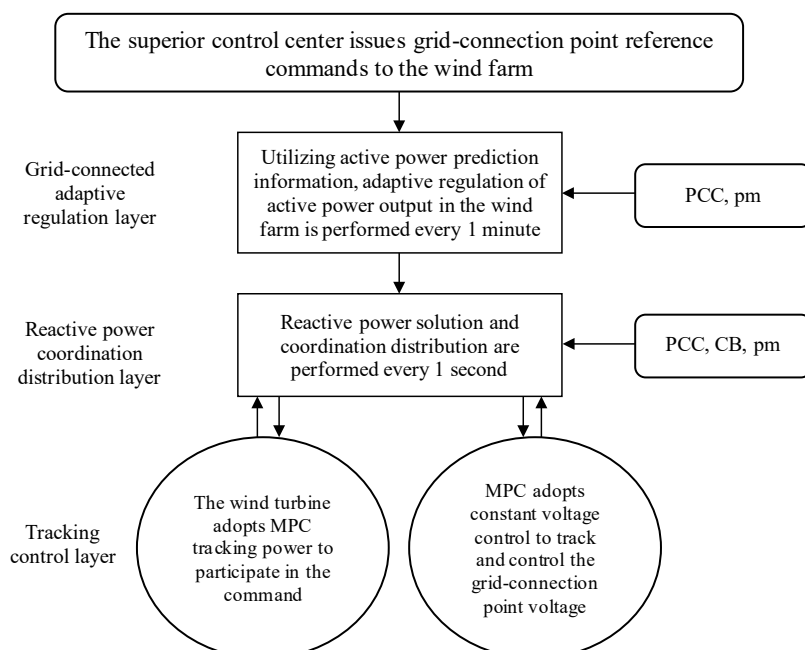 The superior control center issues grid-connection point reference
commands to the wind farm
Grid-connected
adaptive
regulation layer
Utilizing active power prediction
information, adaptive regulation of
active power output in the wind
farm is performed every 1 minute
PCC, pm
Reactive power
coordination
distribution layer
Reactive power solution and
coordination distribution are
performed every 1 second
PCC, CB, pm
Tracking
control layer
The wind turbine
adopts MPC
tracking power to
participate in the
command
MPC adopts
constant voltage
control to track
and control the
grid-connection
point voltage